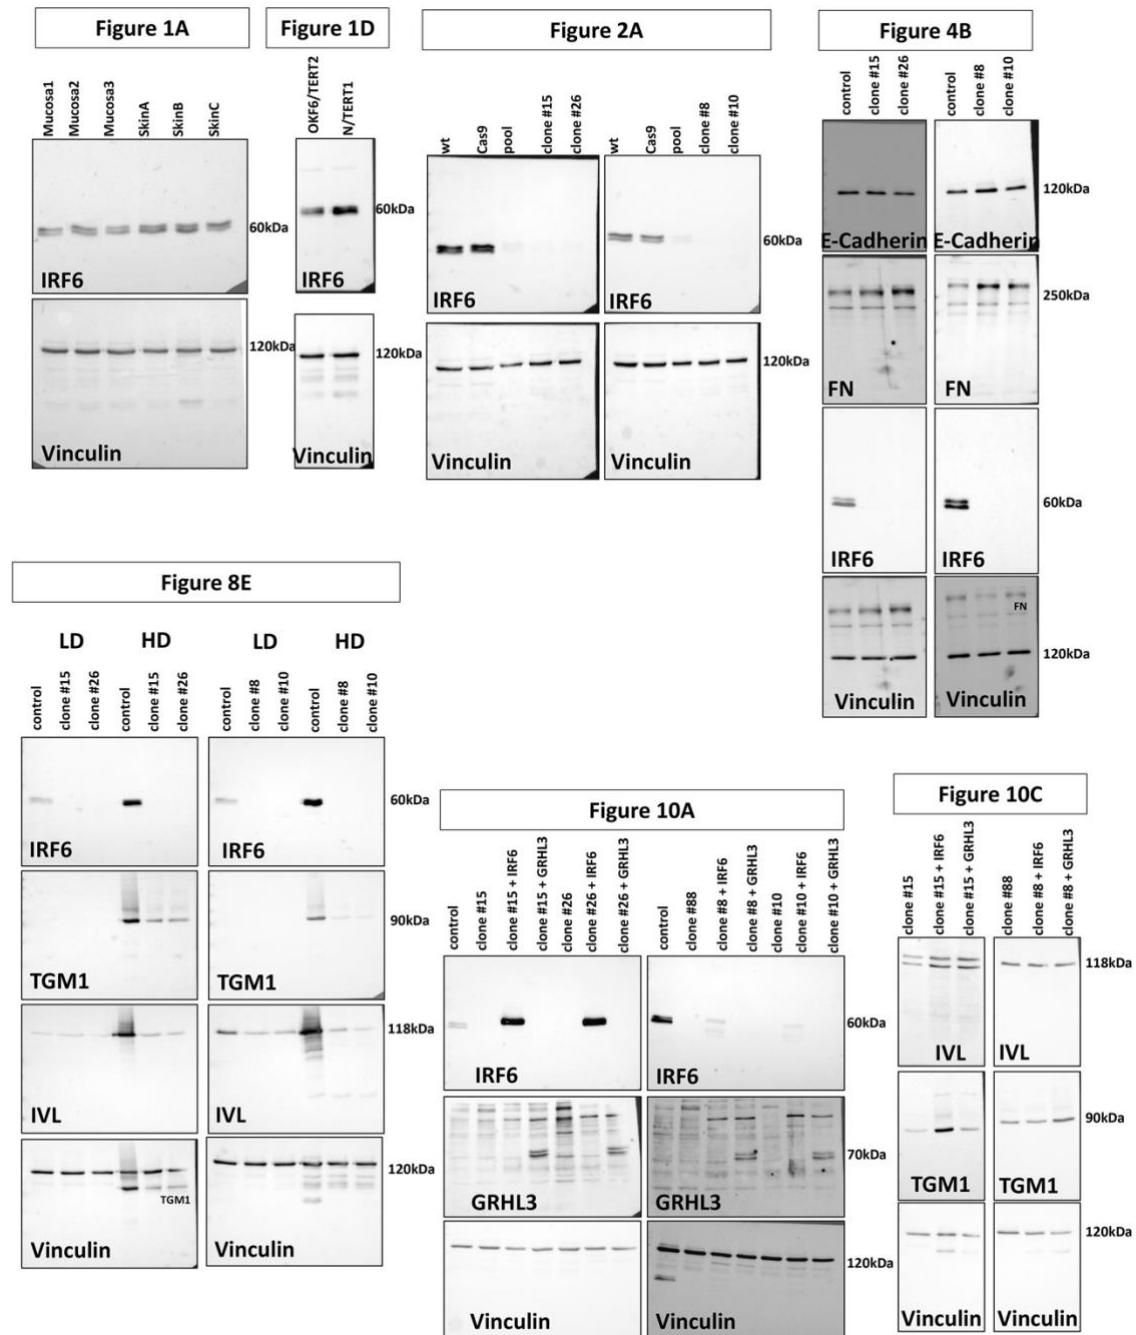 Figure 1A
Mucosa1
Mucosa2
Mucosa3
SkinA
SkinB
SkinC
60kDa
IRF6
120kDa
Vinculin
Figure 1D
OKF6/TERT2
N/TERT1
60kDa
IRF6
120kDa
Vinculin
Figure 2A
wt
Cas9
pool
clone #15
clone #26
wt
Cas9
pool
clone #8
clone #10
60kDa
IRF6
IRF6
120kDa
Vinculin
Vinculin
Figure 4B
control
clone #15
clone #26
control
clone #8
clone #10
120kDa
E-Cadherin
E-Cadherin
250kDa
FN
FN
60kDa
IRF6
IRF6
FN
120kDa
Vinculin
Vinculin
Figure 8E
LD
HD
LD
HD
control
clone #15
clone #26
control
clone #15
clone #26
control
clone #8
clone #10
control
clone #8
clone #10
60kDa
IRF6
IRF6
90kDa
TGM1
TGM1
118kDa
IVL
IVL
120kDa
TGM1
Vinculin
Vinculin
Figure 10A
control
clone #15
clone #15 + IRF6
clone #15 + GRHL3
clone #26
clone #26 + IRF6
clone #26 + GRHL3
control
clone #88
clone #8 + IRF6
clone #8 + GRHL3
clone #10
clone #10 + IRF6
clone #10 + GRHL3
60kDa
IRF6
IRF6
70kDa
GRHL3
GRHL3
120kDa
Vinculin
Vinculin
Figure 10C
clone #15
clone #15 + IRF6
clone #15 + GRHL3
clone #88
clone #8 + IRF6
clone #8 + GRHL3
118kDa
IVL
IVL
90kDa
TGM1
TGM1
120kDa
Vinculin
Vinculin